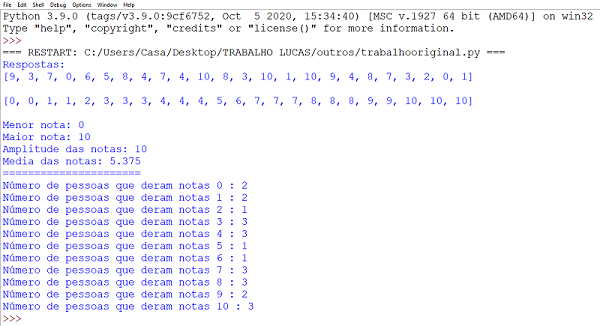 File Edit Shell Debug Options Window Help
Python 3.9.0 (tags/v3.9.0:9cf6752, Oct  5 2020, 15:34:40) [MSC v.1927 64 bit (AMD64)] on win32
Type "help", "copyright", "credits" or "license()" for more information.
>>>
=== RESTART: C:/Users/Casa/Desktop/TRABALHO LUCAS/outros/trabalhooriginal.py ===
Respostas:
[9, 3, 7, 0, 6, 5, 8, 4, 7, 4, 10, 8, 3, 10, 1, 10, 9, 4, 8, 7, 3, 2, 0, 1]
[0, 0, 1, 1, 2, 3, 3, 3, 4, 4, 4, 5, 6, 7, 7, 7, 8, 8, 8, 9, 9, 10, 10, 10]
Menor nota: 0
Maior nota: 10
Amplitude das notas: 10
Media das notas: 5.375
======================
Número de pessoas que deram notas 0 : 2
Número de pessoas que deram notas 1 : 2
Número de pessoas que deram notas 2 : 1
Número de pessoas que deram notas 3 : 3
Número de pessoas que deram notas 4 : 3
Número de pessoas que deram notas 5 : 1
Número de pessoas que deram notas 6 : 1
Número de pessoas que deram notas 7 : 3
Número de pessoas que deram notas 8 : 3
Número de pessoas que deram notas 9 : 2
Número de pessoas que deram notas 10 : 3
>>>